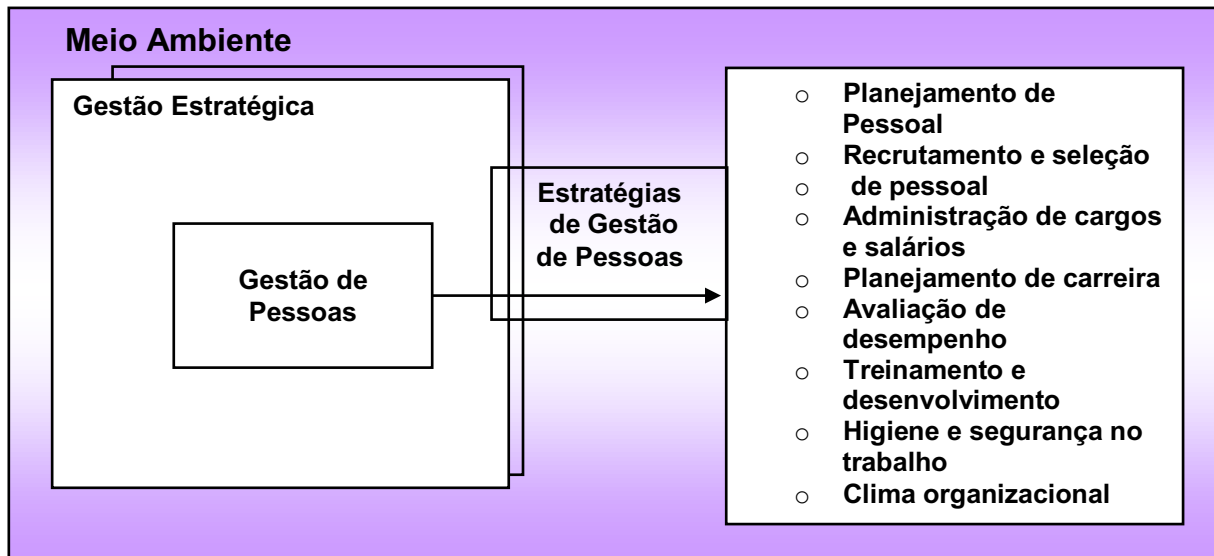 Meio Ambiente
Gestão Estratégica
Gestão de
Pessoas
Estratégias
de Gestão
de Pessoas
o Planejamento de
Pessoal
o Recrutamento e seleção
o de pessoal
o Administração de cargos
e salários
o Planejamento de carreira
o Avaliação de
desempenho
o Treinamento e
desenvolvimento
o Higiene e segurança no
trabalho
o Clima organizacional